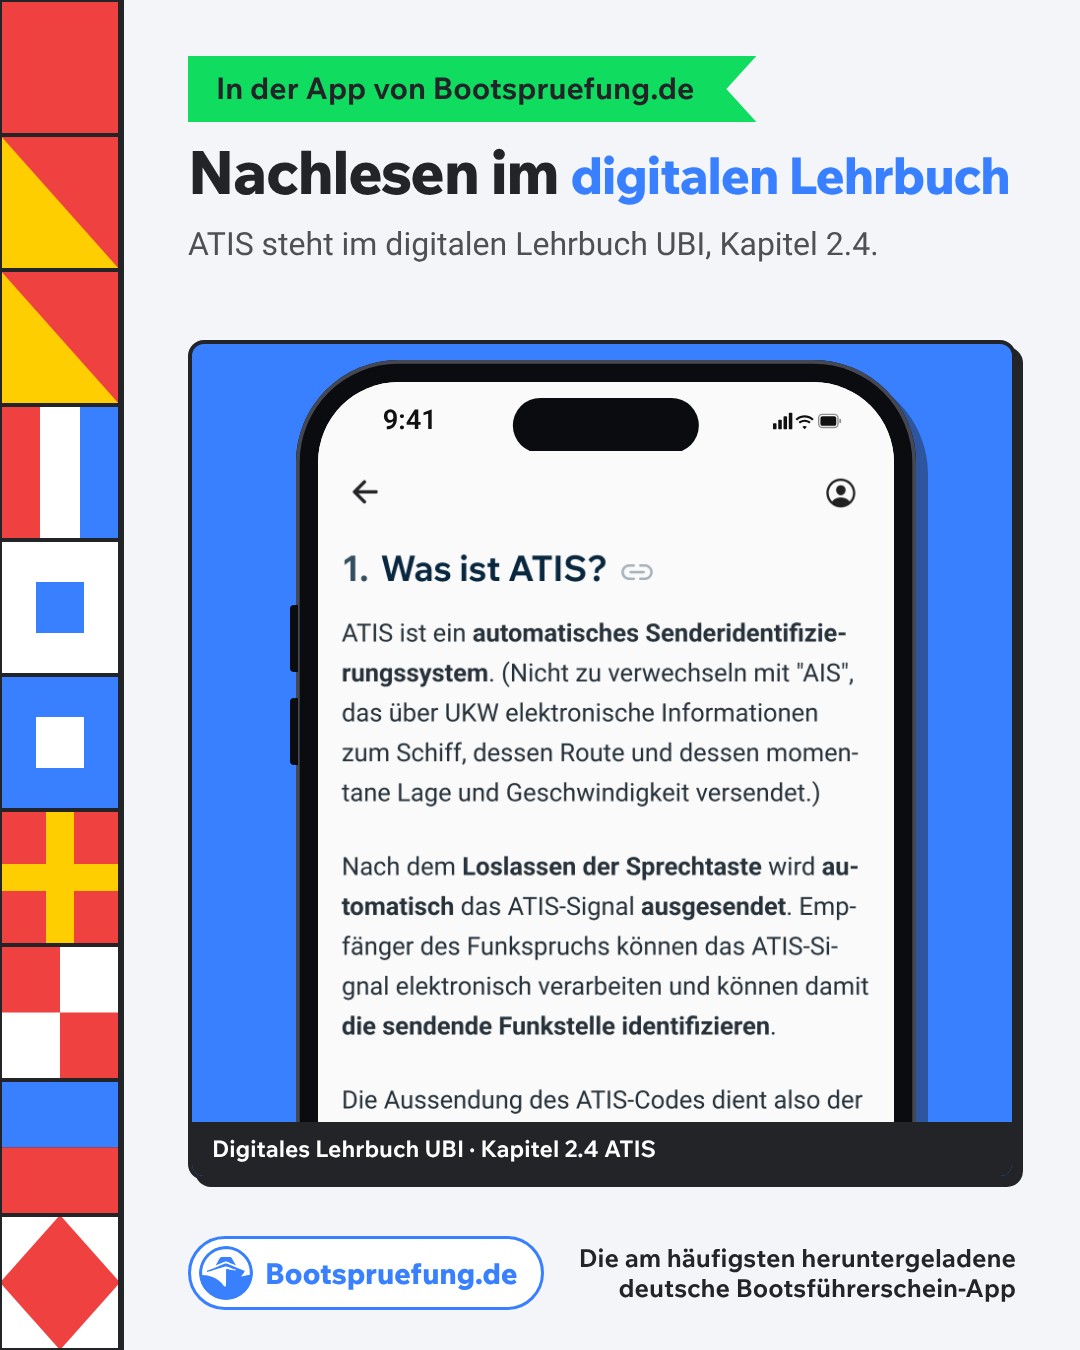 In der App von Bootspruefung.de
Nachlesen im digitalen Lehrbuch
ATIS steht im digitalen Lehrbuch UBI, Kapitel 2.4.
9:41
1. Was ist ATIS?
ATIS ist ein automatisches Senderidentifizie-
rungssystem. (Nicht zu verwechseln mit "AIS",
das über UKW elektronische Informationen
zum Schiff, dessen Route und dessen momen-
tane Lage und Geschwindigkeit versendet.)
Nach dem Loslassen der Sprechtaste wird au-
tomatisch das ATIS-Signal ausgesendet. Emp-
fänger des Funkspruchs können das ATIS-Si-
gnal elektronisch verarbeiten und können damit
die sendende Funkstelle identifizieren.
Die Aussendung des ATIS-Codes dient also der
Digitales Lehrbuch UBI · Kapitel 2.4 ATIS
Bootspruefung.de
Die am häufigsten heruntergeladene
deutsche Bootsführerschein-App